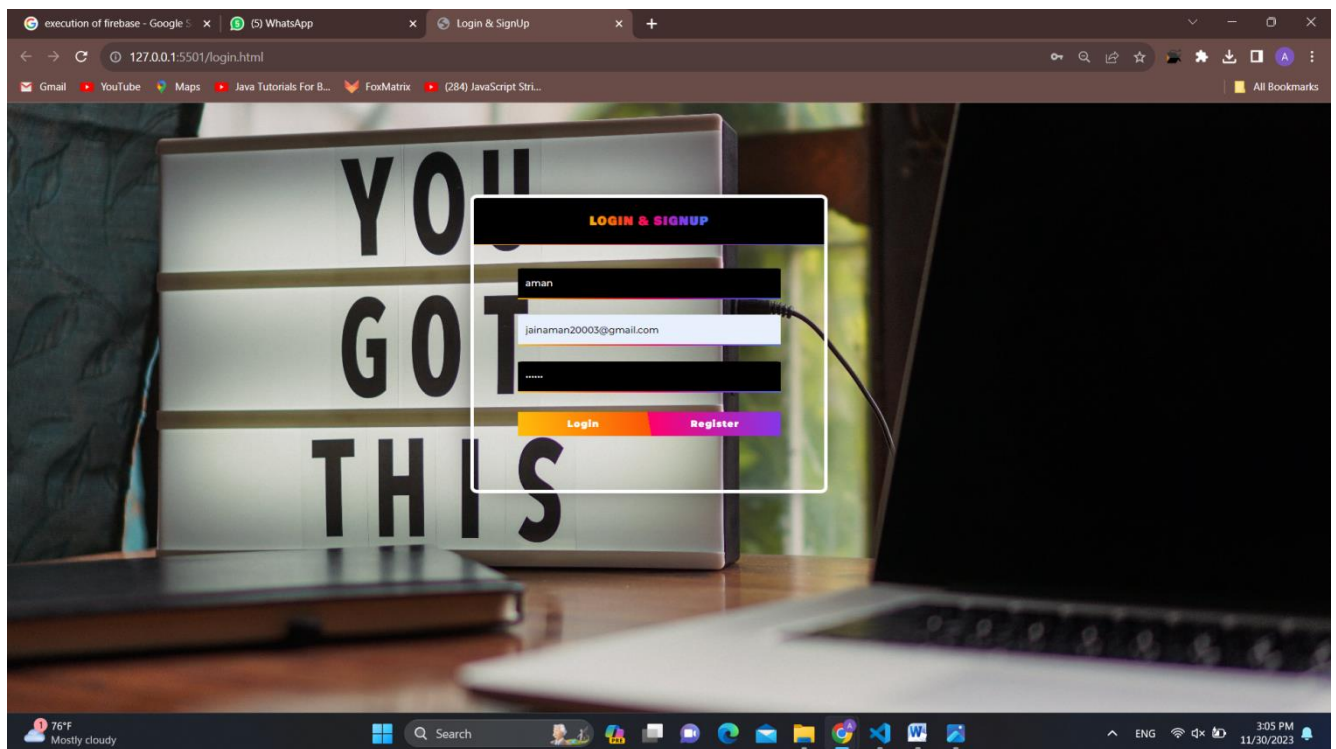 execution of firebase - Google S
(5) WhatsApp
Login & SignUp
127.0.0.1:5501/login.html
Gmail
YouTube
Maps
Java Tutorials For B...
FoxMatrix
(284) JavaScript Stri...
All Bookmarks
YOU
GOT
THIS
LOGIN & SIGNUP
aman
jainaman20003@gmail.com
......
Login Register
1
76°F
Mostly cloudy
Search
PRE
ENG
3:05 PM
11/30/2023